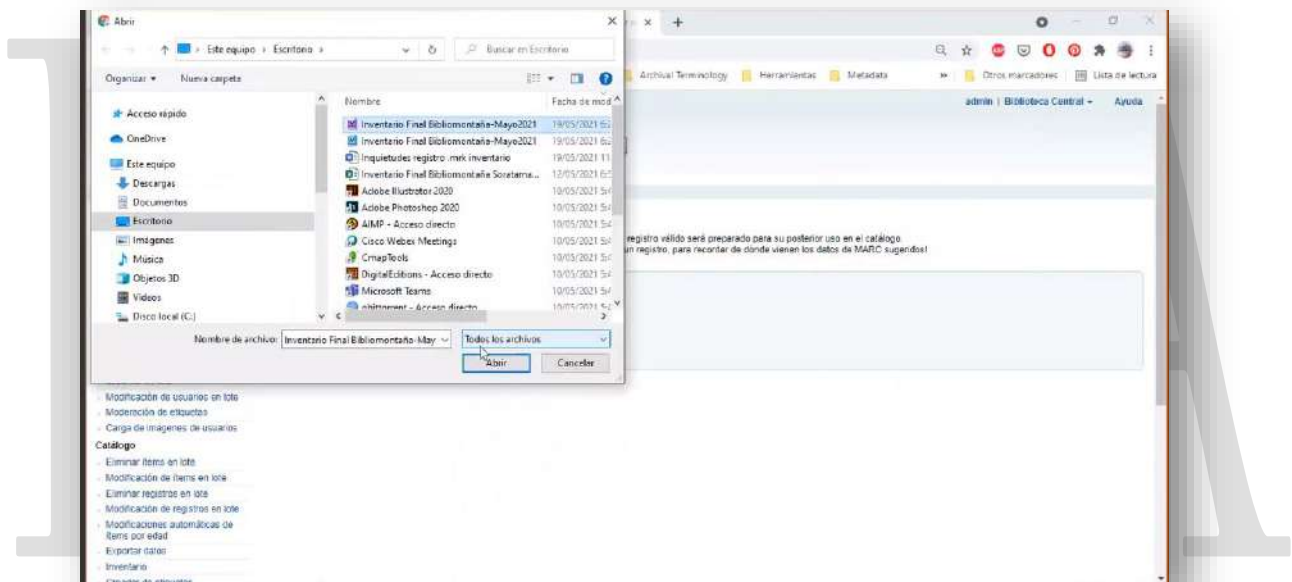 Abrir
Este equipo › Escritorio ›
Buscar en Escritorio
Organizar
Nueva carpeta
Archival Terminology
Herramientas
Metadata
Otros marcadores
Lista de lectura
admin | Biblioteca Central
Ayuda
Acceso rápido
OneDrive
Este equipo
Descargas
Documentos
Escritorio
Imágenes
Música
Objetos 3D
Vídeos
Disco local (C:)
Nombre
Fecha de mod
Inventario Final Bibliomontaña-Mayo2021 19/05/2021
Inventario Final Bibliomontaña-Mayo2021 19/05/2021
Inquietudes registro .mrk inventario 19/05/2021 11
Inventario Final Bibliomontaña Soratama... 12/05/2021
Adobe Illustrator 2020 10/05/2021
Adobe Photoshop 2020 10/05/2021
AIMP - Acceso directo 10/05/2021
Cisco Webex Meetings 10/05/2021
CmapTools 10/05/2021
DigitalEditions - Acceso directo 10/05/2021
Microsoft Teams 10/05/2021
- Acceso directo 10/05/2021
Nombre de archivo: Inventario Final Bibliomontaña-May
Todos los archivos
Abrir
Cancelar
registro válido será preparado para su posterior uso en el catálogo
un registro, para recordar de dónde vienen los datos de MARC sugeridos!
Modificación de usuarios en lote
Moderación de etiquetas
Carga de imágenes de usuarios
Catálogo
Eliminar ítems en lote
Modificación de ítems en lote
Eliminar registros en lote
Modificación de registros en lote
Modificaciones automáticas de
ítems por edad
Exportar datos
Inventario